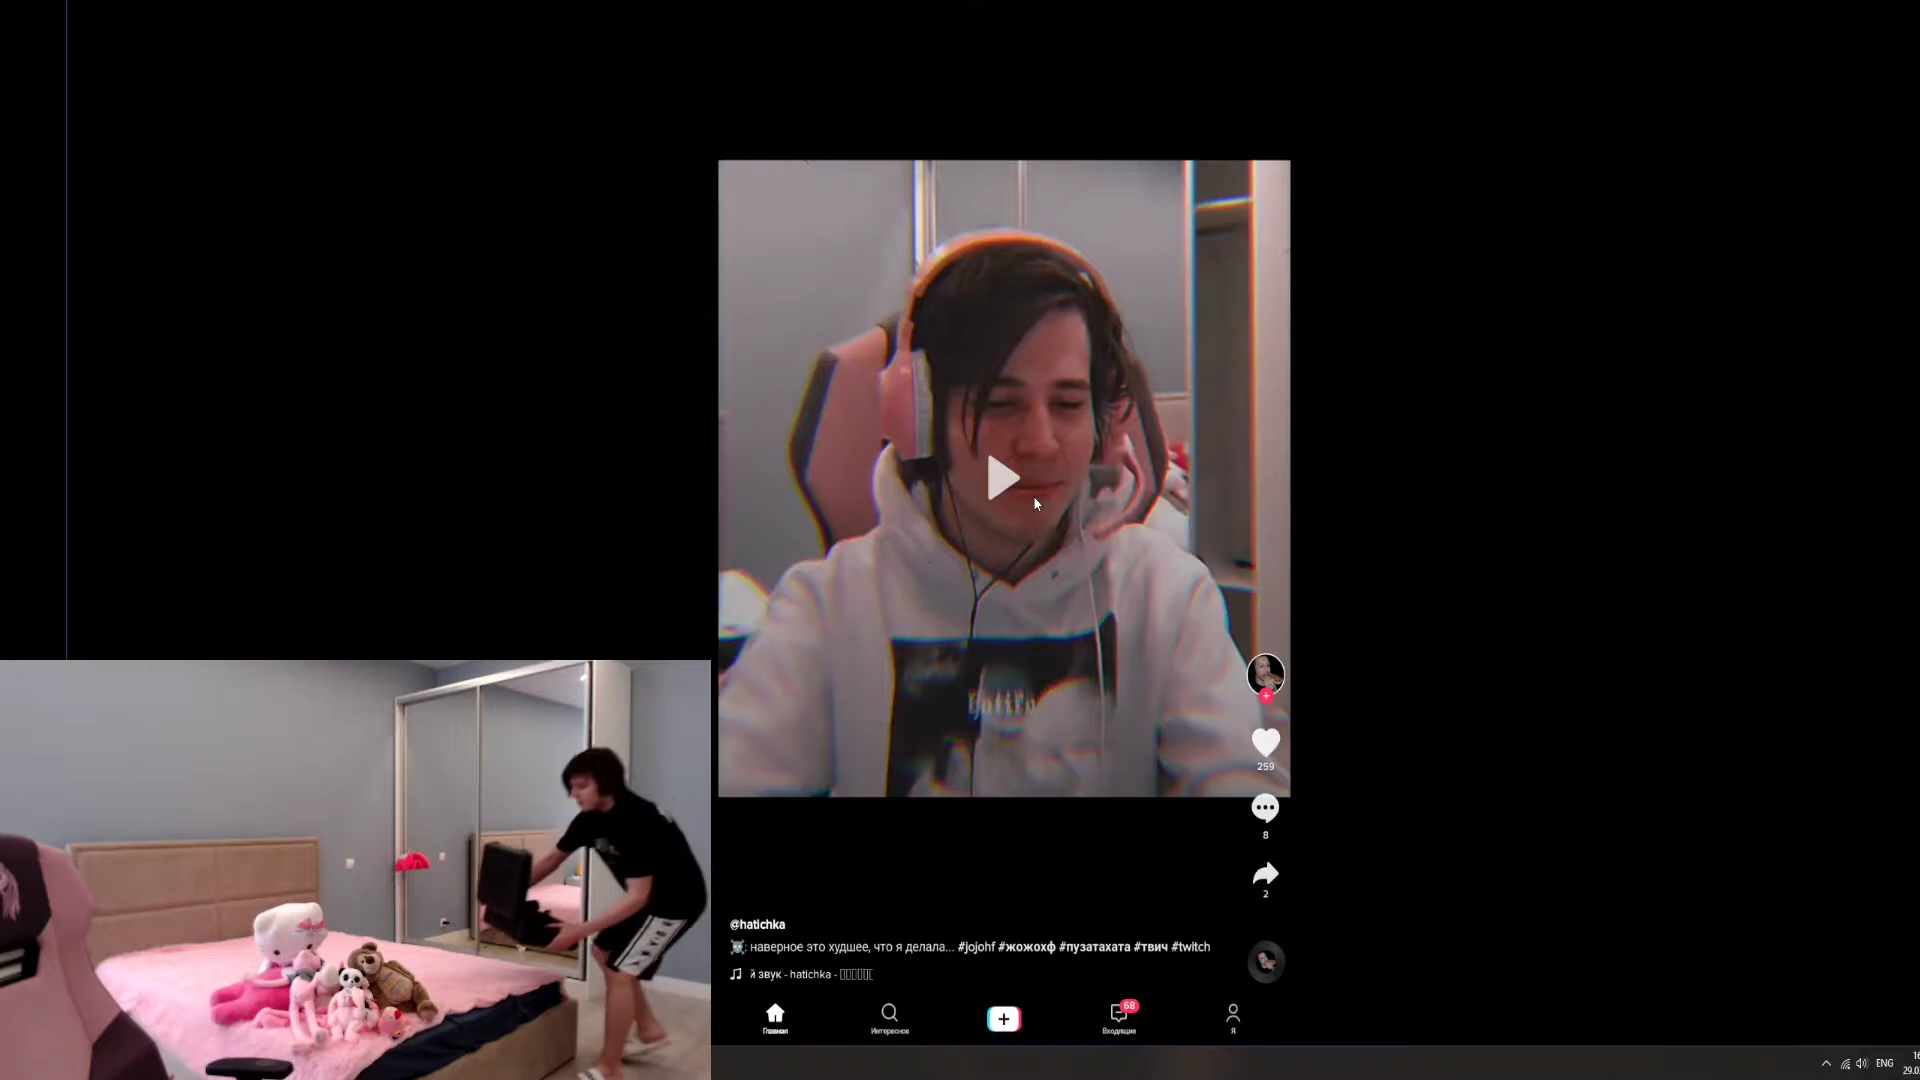 259
8
2
@hatichka
наверное это худшее, что я делала... #jojohf #жожохф #пузатахата #твич #twitch
й звук - hatichka -
68
Главная
Интересное
Входящие
Я
ENG